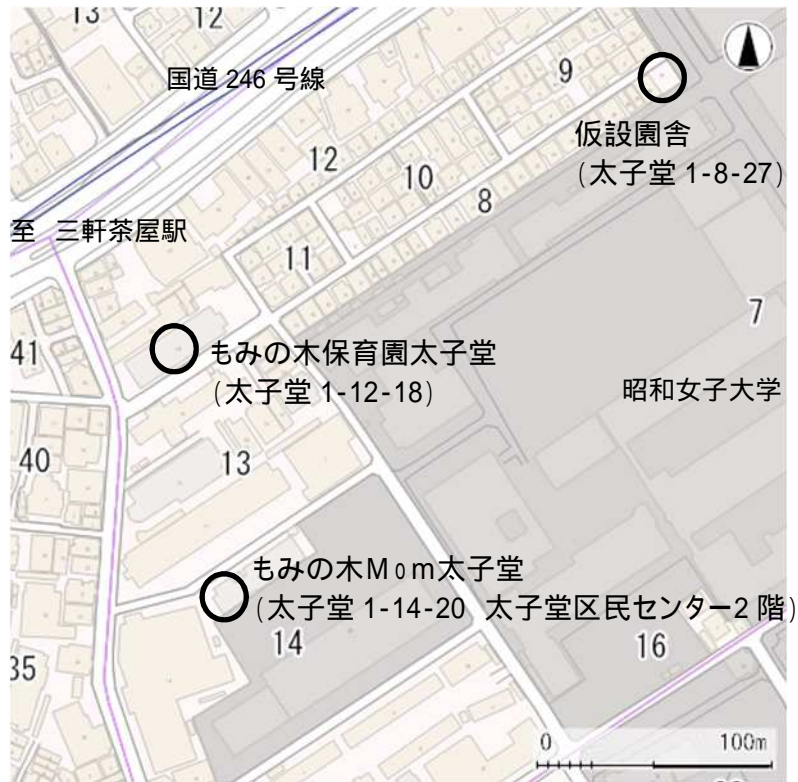 13
12
国道 246 号線
9
仮設園舎
(太子堂 1-8-27)
12
10
8
至 三軒茶屋駅
11
7
41
もみの木保育園太子堂
(太子堂 1-12-18)
昭和女子大学
40
13
もみの木Mom太子堂
(太子堂 1-14-20 太子堂区民センター2 階)
14
16
35
0 100m